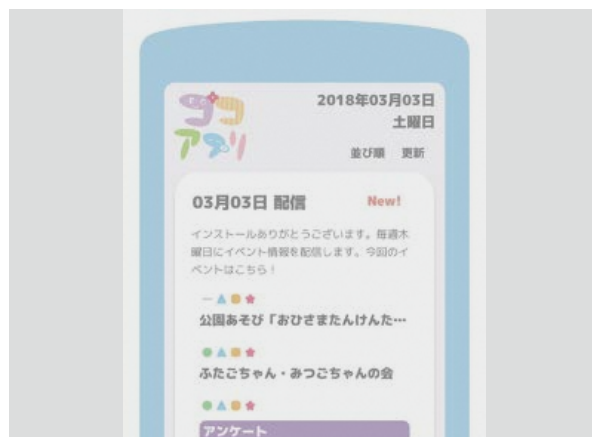 ココアプリ
2018年03月03日
土曜日
並び順 更新
03月03日 配信 New!
インストールありがとうございます。毎週木
曜日にイベント情報を配信します。今回のイ
ベントはこちら！
公園あそび「おひさまたんけんた…
ふたごちゃん・みつごちゃんの会
アンケート